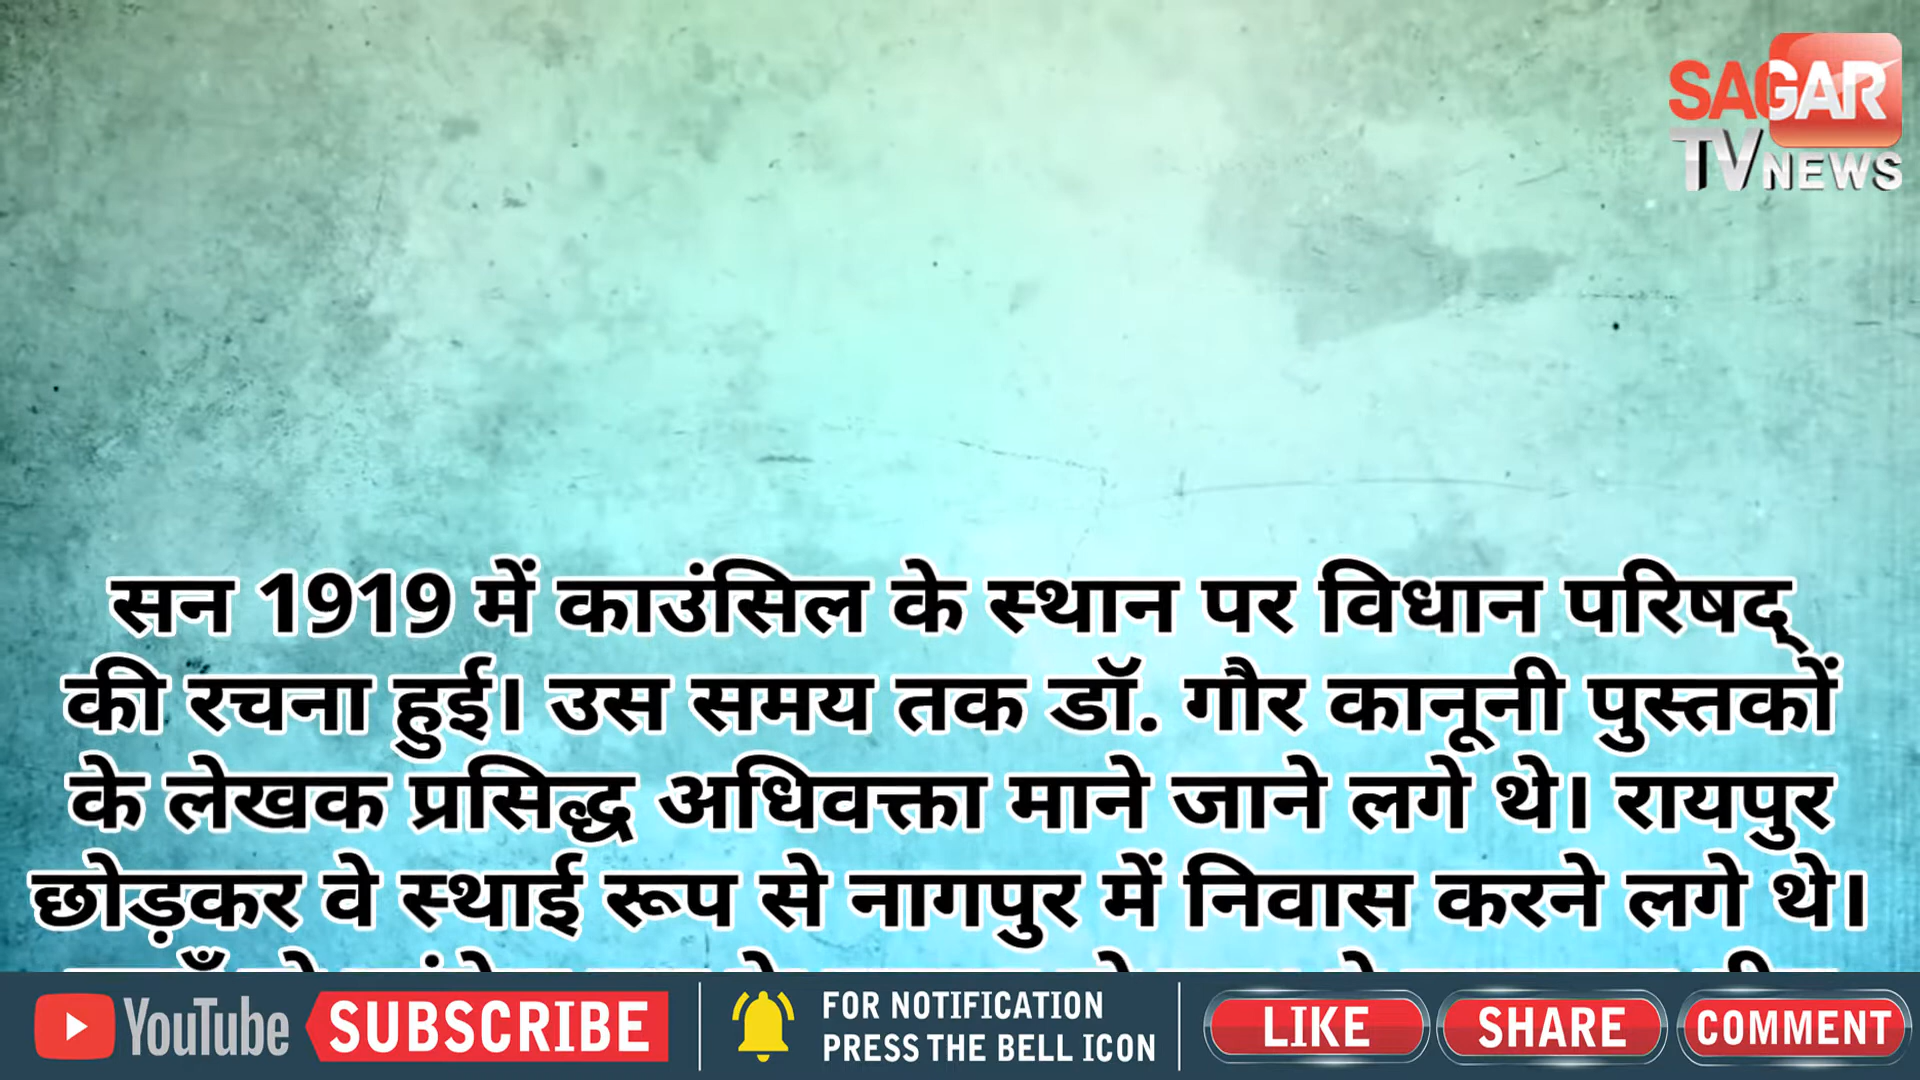 SAGAR
TV NEWS
सन 1919 में काउंसिल के स्थान पर विधान परिषद्
की रचना हुई। उस समय तक डॉ. गौर कानूनी पुस्तकों
के लेखक प्रसिद्ध अधिवक्ता माने जाने लगे थे। रायपुर
छोड़कर वे स्थाई रूप से नागपुर में निवास करने लगे थे।
YouTube SUBSCRIBE
FOR NOTIFICATION
PRESS THE BELL ICON
LIKE SHARE COMMENT